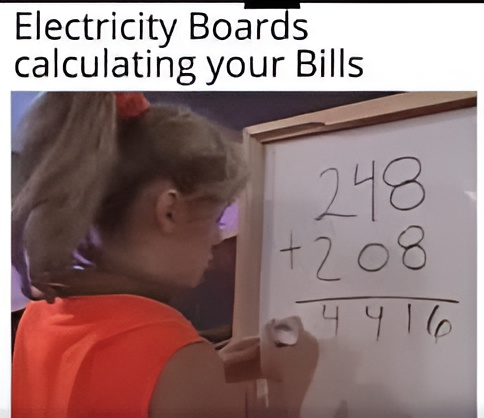 Electricity Boards
calculating your Bills
248
+208
4416